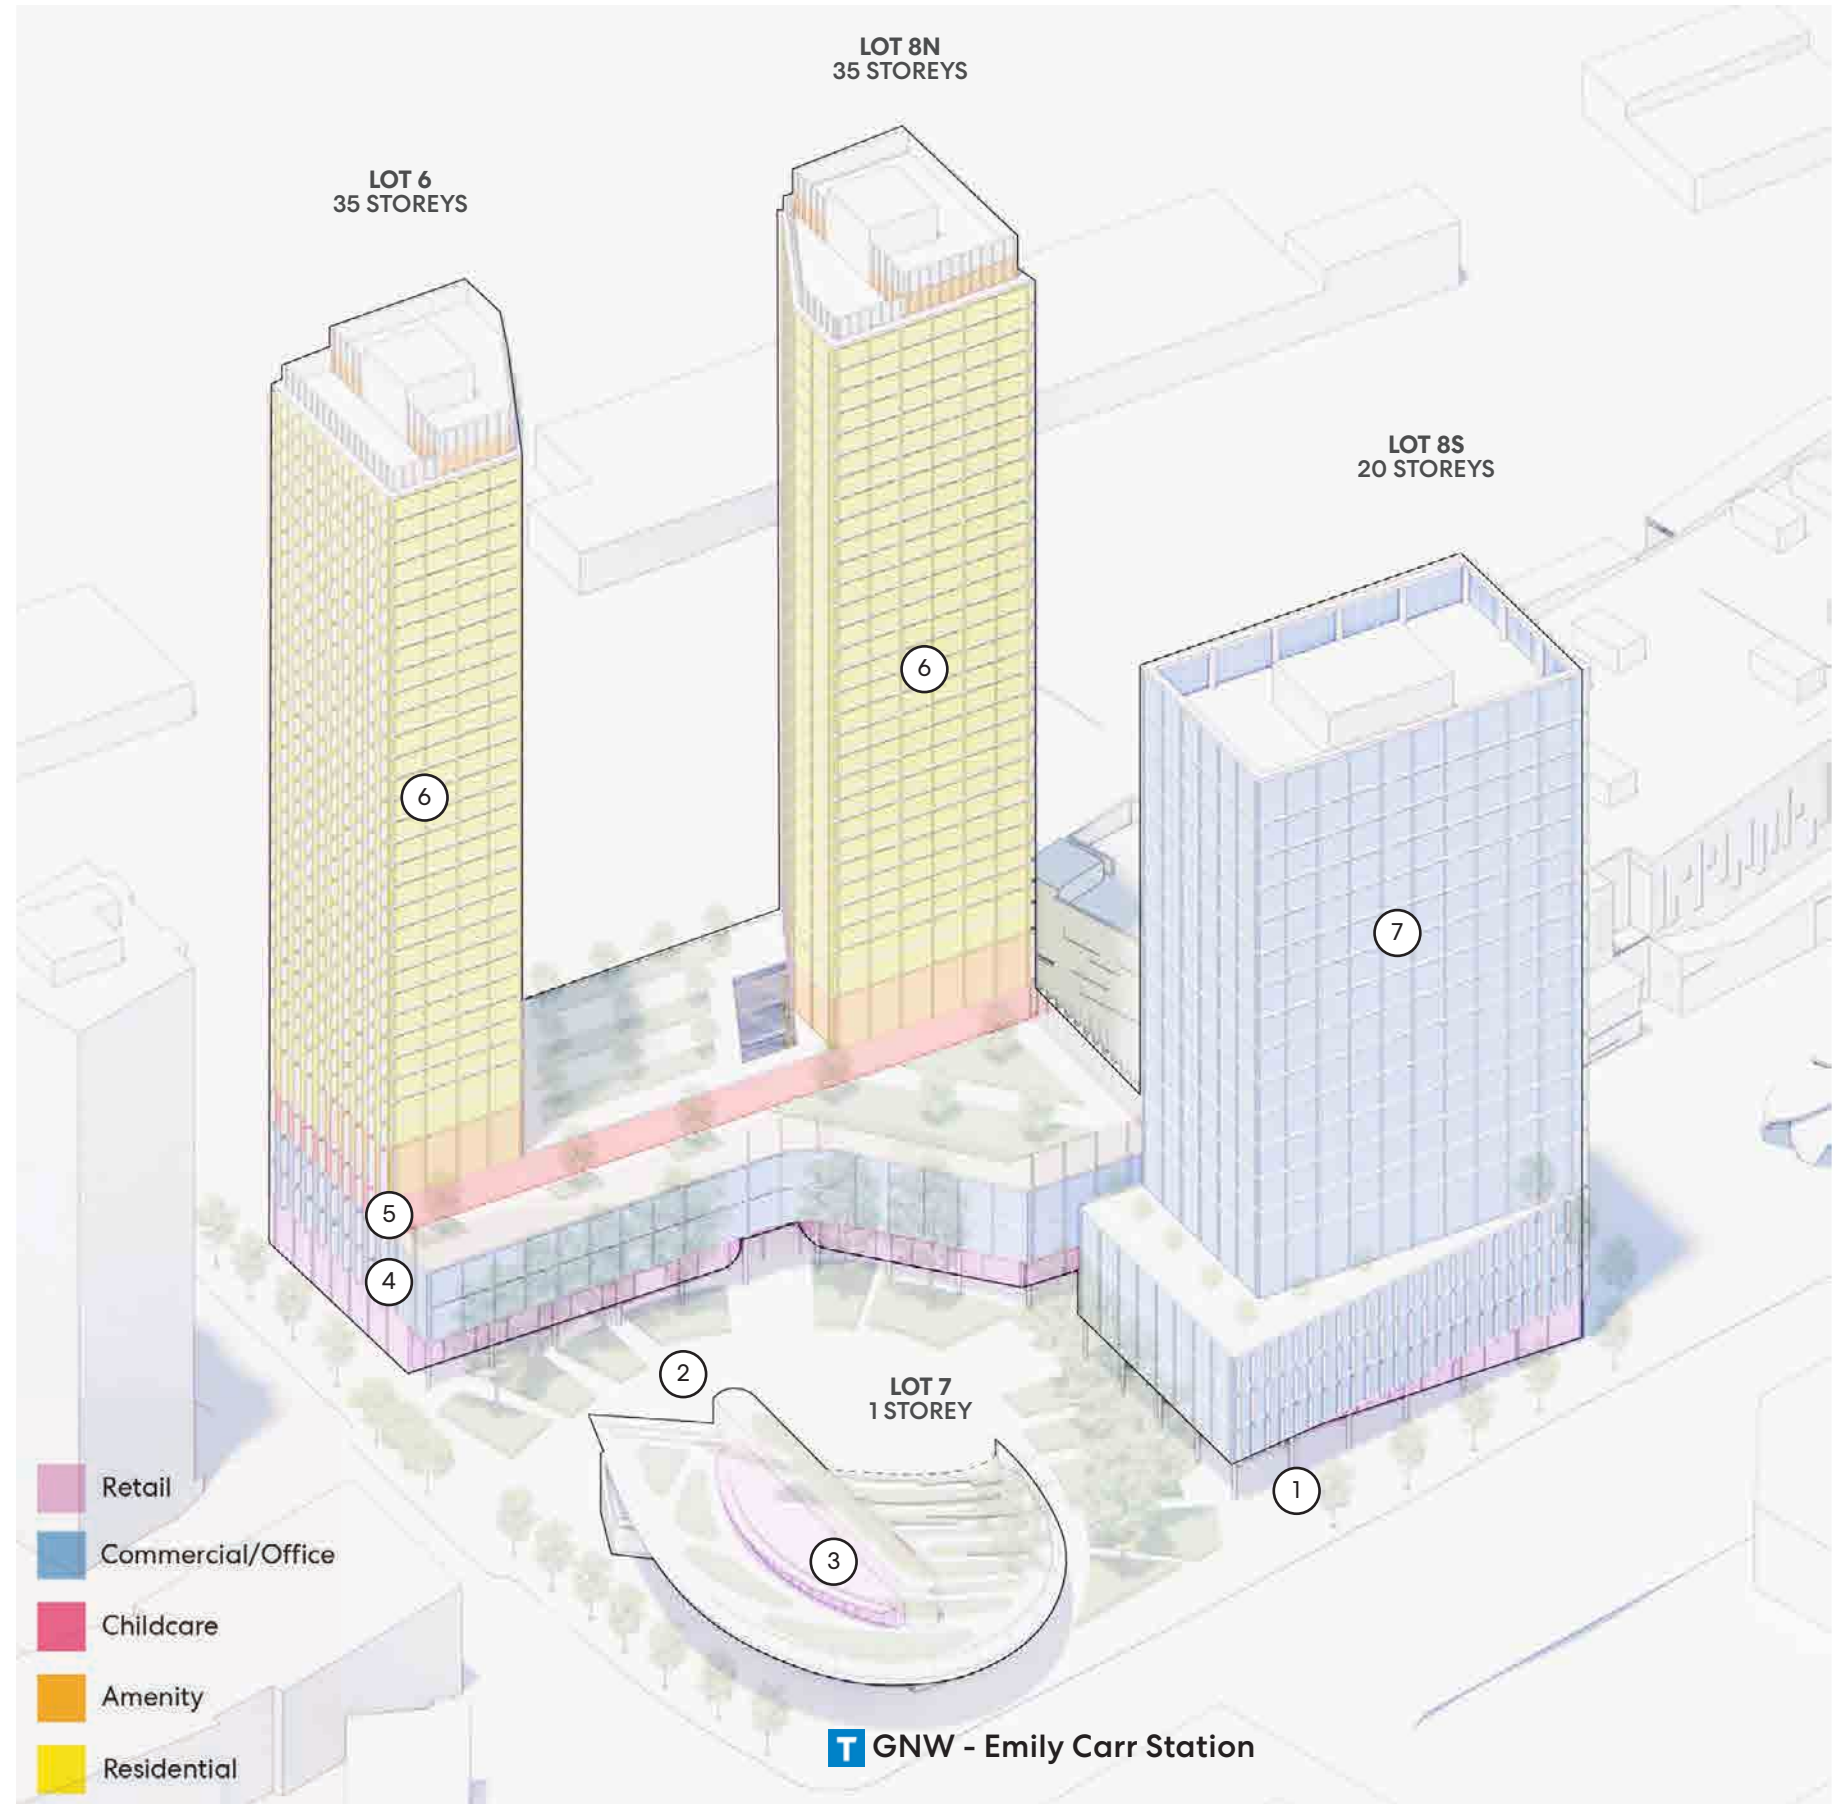 LOT 8N
35 STOREYS
LOT 6
35 STOREYS
LOT 8S
20 STOREYS
6
6
7
5
4
2
LOT 7
1 STOREY
1
3
Retail
Commercial/Office
Childcare
Amenity
Residential
T GNW - Emily Carr Station